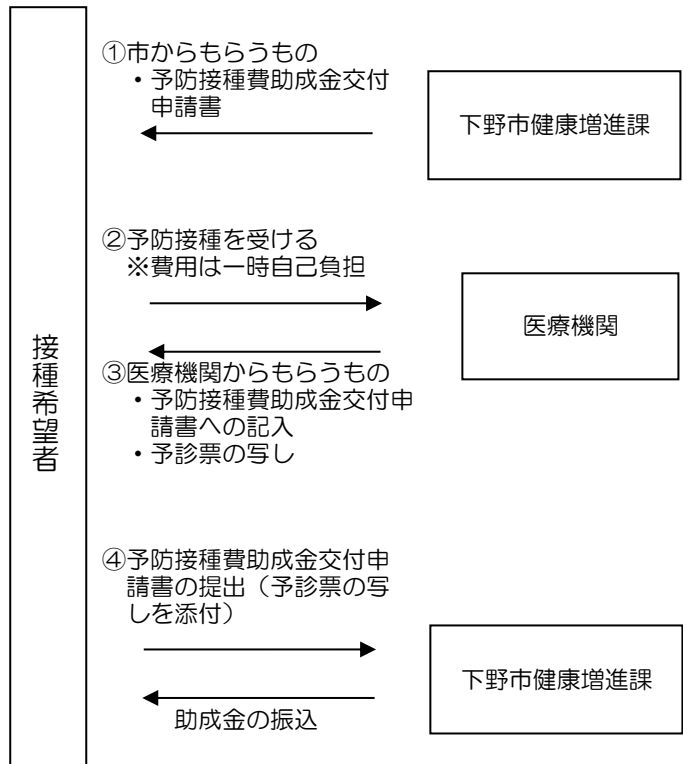 ①市からもらうもの
・予防接種費助成金交付
申請書
下野市健康増進課
②予防接種を受ける
※費用は一時自己負担
医療機関
接種希望者
③医療機関からもらうもの
・予防接種費助成金交付申
請書への記入
・予診票の写し
④予防接種費助成金交付申
請書の提出（予診票の写
しを添付）
下野市健康増進課
助成金の振込